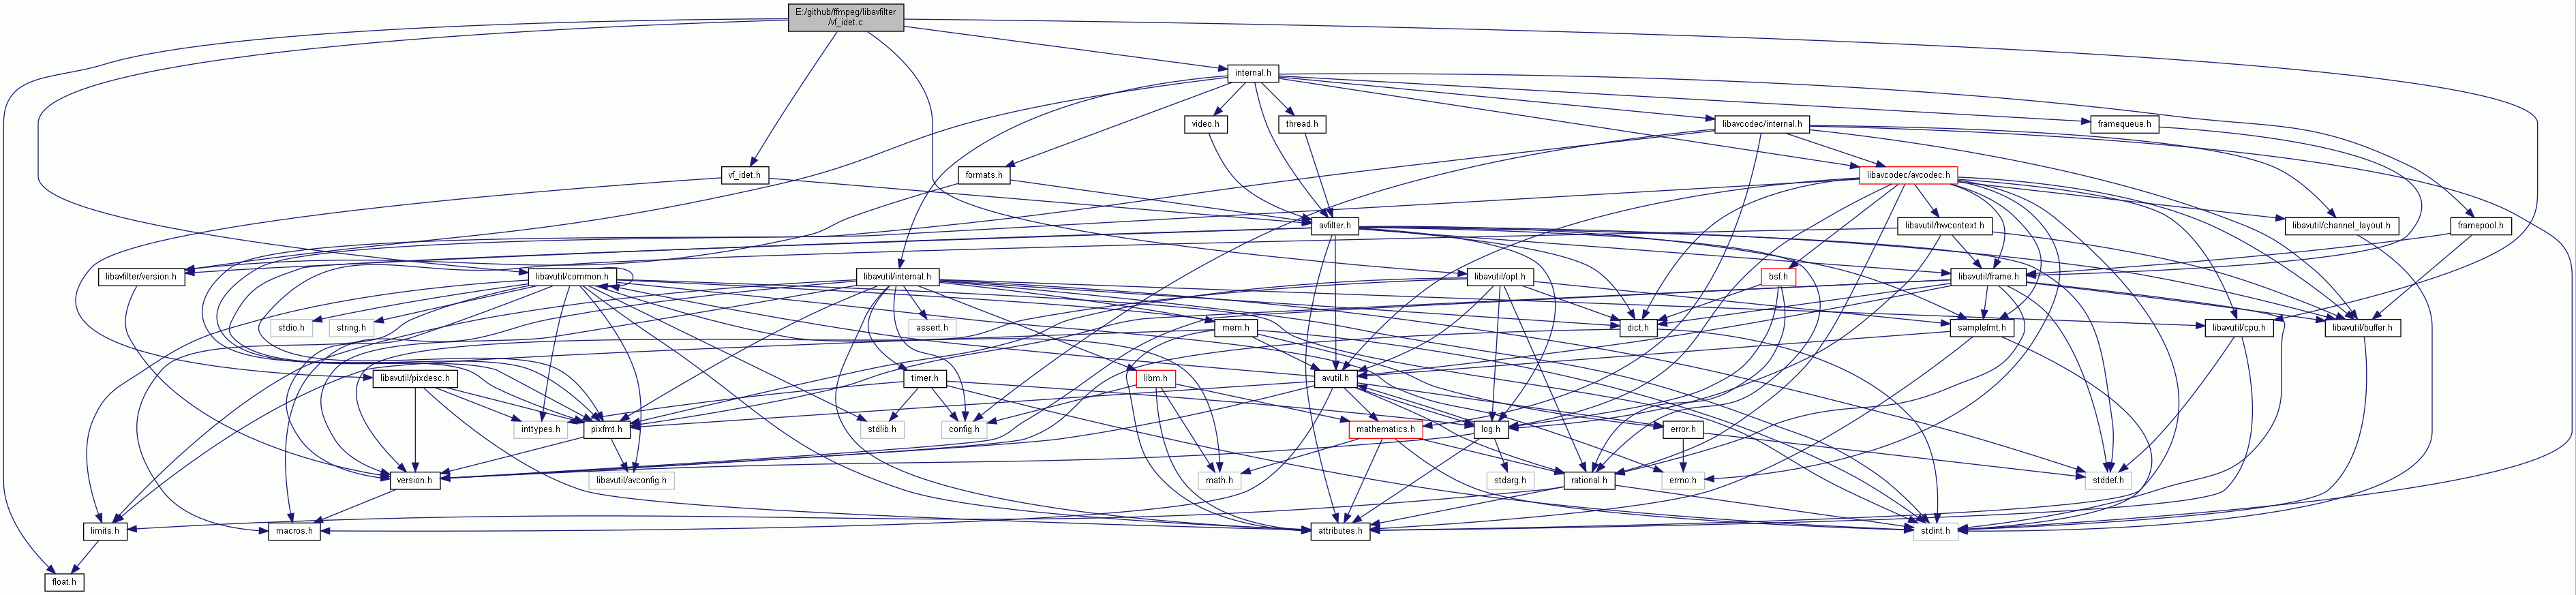 E:/github/ffmpeg/libavfilter
/vf_idet.c
internal.h
video.h
thread.h
libavcodec/internal.h
framequeue.h
vf_idet.h
formats.h
libavcodec/avcodec.h
avfilter.h
libavutil/hwcontext.h
libavutil/channel_layout.h
framepool.h
libavfilter/version.h
libavutil/common.h
libavutil/internal.h
libavutil/opt.h
bsf.h
libavutil/frame.h
stdio.h
string.h
assert.h
mem.h
dict.h
samplefmt.h
libavutil/cpu.h
libavutil/buffer.h
libavutil/pixdesc.h
timer.h
libm.h
avutil.h
inttypes.h
pixfmt.h
stdlib.h
config.h
mathematics.h
log.h
error.h
version.h
libavutil/avconfig.h
math.h
stdarg.h
rational.h
errno.h
stddef.h
limits.h
macros.h
attributes.h
stdint.h
float.h